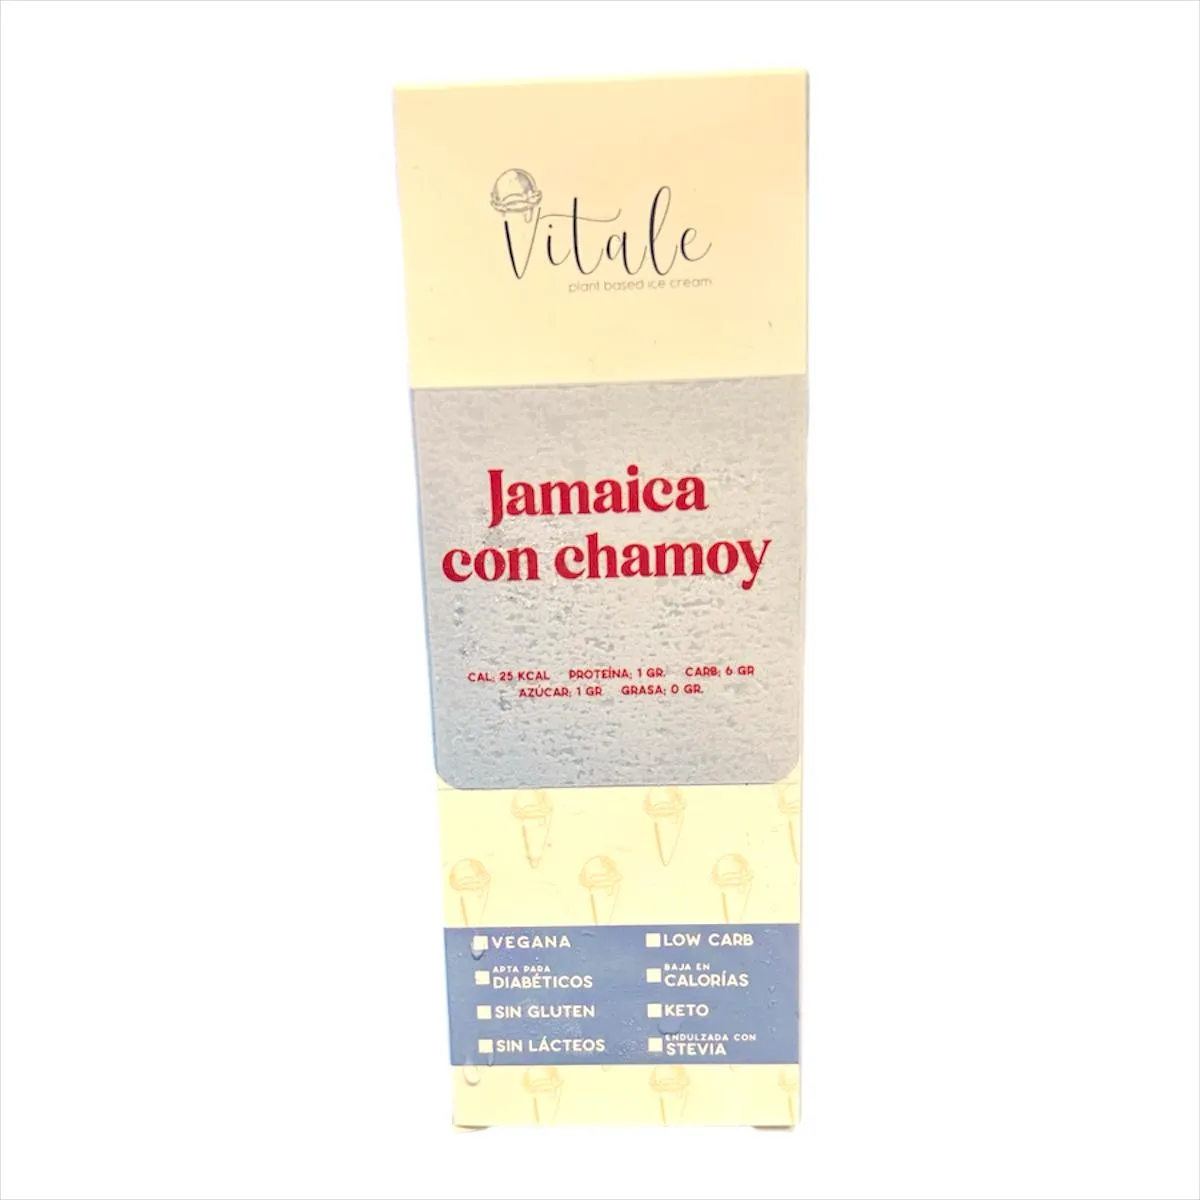 Vitale
plant based ice cream
Jamaica
con chamoy
CAL; 25 KCAL PROTEÍNA; 1 GR. CARB; 6 GR
AZÚCAR; 1 GR GRASA; 0 GR.
VEGANA
LOW CARB
APTA PARA
DIABÉTICOS
BAJA EN
CALORÍAS
SIN GLUTEN
KETO
SIN LÁCTEOS
ENDULZADA CON
STEVIA